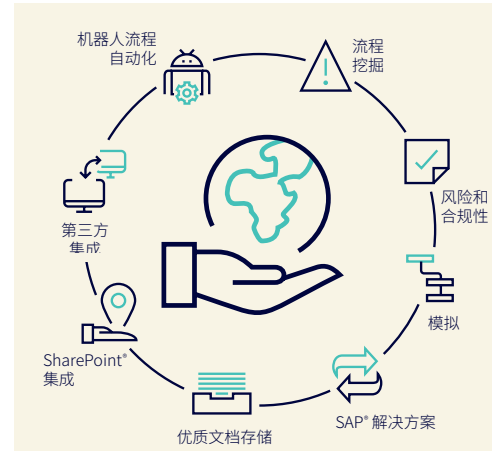 机器人流程
自动化
流程
挖掘
风险和
合规性
模拟
SAP® 解决方案
优质文档存储
SharePoint®
集成
第三方
集成